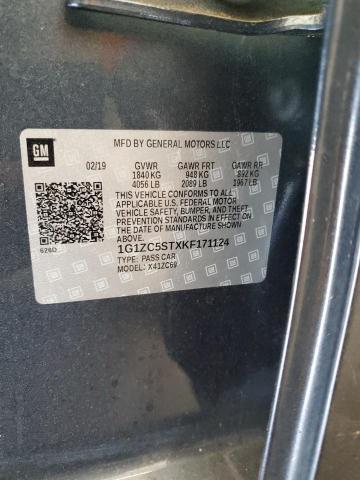 GM
MFD BY GENERAL MOTORS LLC
02/19 GVWR GAWR FRT GAWR RR
1840 KG 948 KG 892 KG
4056 LB 2089 LB 1967 LB
THIS VEHICLE CONFORMS TO ALL
APPLICABLE U.S. FEDERAL MOTOR
VEHICLE SAFETY, BUMPER, AND THEFT
PREVENTION STANDARDS IN EFFECT
ON THE DATE OF MANUFACTURE SHOWN
ABOVE.
1G1ZC5STXKF171124
TYPE: PASS CAR
MODEL: X41ZC69